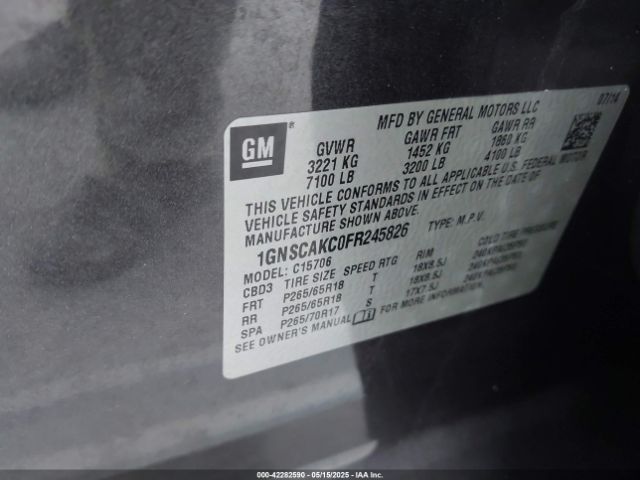 MFD BY GENERAL MOTORS LLC 07/14
GM®
GVWR GAWR FRT GAWR RR
3221 KG 1452 KG 1860 KG
7100 LB 3200 LB 4100 LB
THIS VEHICLE CONFORMS TO ALL APPLICABLE U.S. FEDERAL MOTOR
VEHICLE SAFETY STANDARDS IN EFFECT ON THE DATE OF
MANUFACTURE SHOWN ABOVE.
1GNSCAKC0FR245826 TYPE: M.P.V.
MODEL: C15706
CBD3 TIRE SIZE SPEED RTG RIM COLD TIRE PRESSURE
FRT P265/65R18 T 18X8.5J
RR P265/65R18 T 18X8.5J
SPA P265/70R17 S 17X7.5J
SEE OWNER'S MANUAL FOR MORE INFORMATION
000-42282590 — 05/15/2025 — IAAI.COM